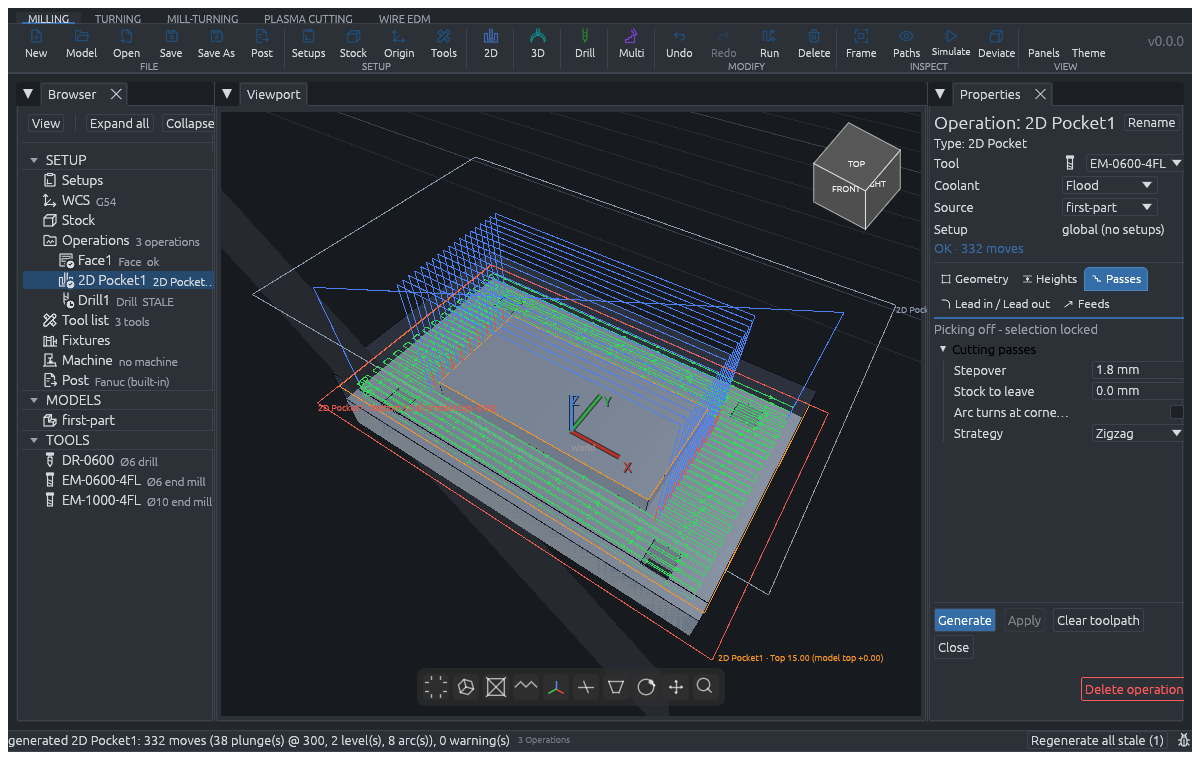 MILLING TURNING MILL-TURNING PLASMA CUTTING WIRE EDM
New Model Open Save Save As Post Setups Stock Origin Tools 2D 3D Drill Multi Undo Redo Run Delete Frame Paths Simulate Deviate Panels Theme v0.0.0
FILE SETUP MODIFY INSPECT VIEW
Browser
View Expand all Collapse
SETUP
Setups
WCS G54
Stock
Operations 3 operations
Face1 Face ok
2D Pocket1 2D Pocket..
Drill1 Drill STALE
Tool list 3 tools
Fixtures
Machine no machine
Post Fanuc (built-in)
MODELS
first-part
TOOLS
DR-0600 Ø6 drill
EM-0600-4FL Ø6 end mill
EM-1000-4FL Ø10 end mill
Viewport
TOP
FRONT
GHT
2D Pock
2D Pocket1
Z
Y
X
World
2D Pocket1 · Top 15.00 (model top +0.00)
Properties
Operation: 2D Pocket1 Rename
Type: 2D Pocket
Tool EM-0600-4FL
Coolant Flood
Source first-part
Setup global (no setups)
OK · 332 moves
Geometry Heights Passes
Lead in / Lead out Feeds
Picking off - selection locked
Cutting passes
Stepover 1.8 mm
Stock to leave 0.0 mm
Arc turns at corne...
Strategy Zigzag
Generate Apply Clear toolpath
Close
Delete operation
generated 2D Pocket1: 332 moves (38 plunge(s) @ 300, 2 level(s), 8 arc(s)), 0 warning(s) 3 Operations
Regenerate all stale (1)